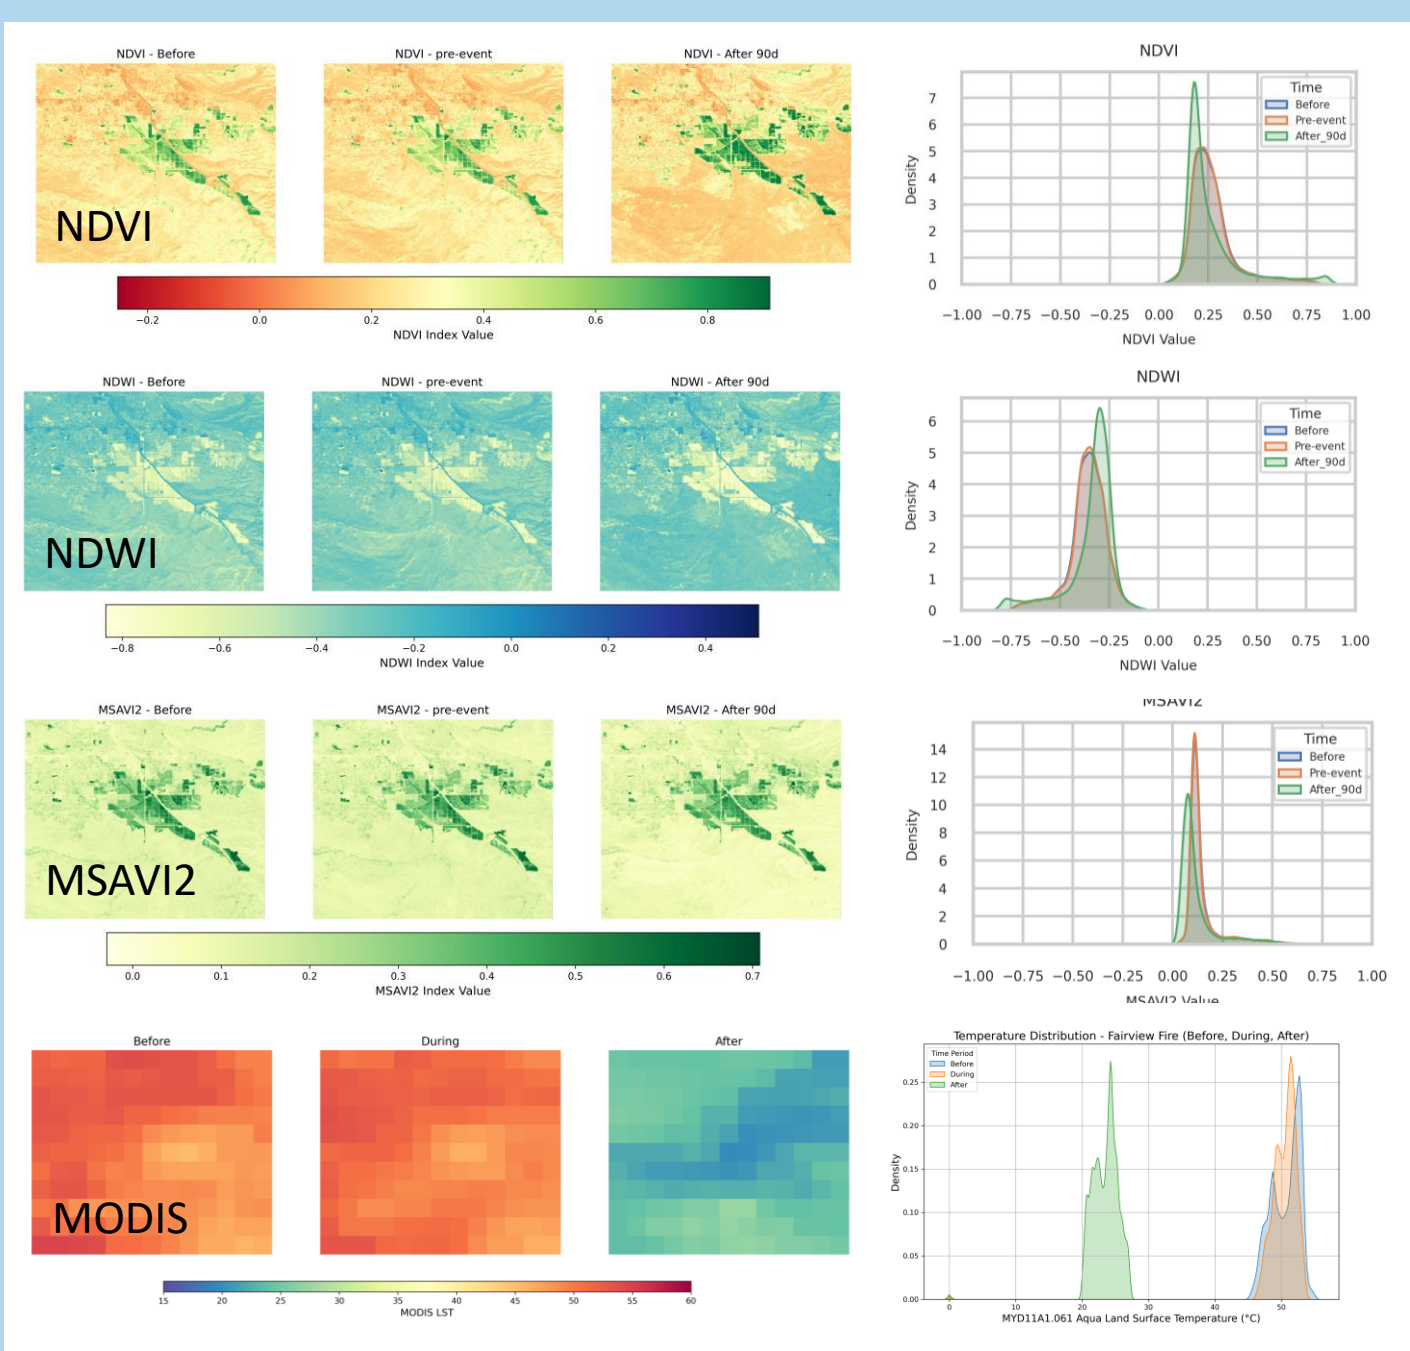 NDVI - Before
NDVI - pre-event
NDVI - After 90d
NDVI
−0.2 0.0 0.2 0.4 0.6 0.8
NDVI Index Value
NDVI
Time
Before
Pre-event
After_90d
Density
7
6
5
4
3
2
1
0
−1.00 −0.75 −0.50 −0.25 0.00 0.25 0.50 0.75 1.00
NDVI Value
NDWI - Before
NDWI - pre-event
NDWI - After 90d
NDWI
−0.8 −0.6 −0.4 −0.2 0.0 0.2 0.4
NDWI Index Value
NDWI
Time
Before
Pre-event
After_90d
Density
6
5
4
3
2
1
0
−1.00 −0.75 −0.50 −0.25 0.00 0.25 0.50 0.75 1.00
NDWI Value
MSAVI2 - Before
MSAVI2 - pre-event
MSAVI2 - After 90d
MSAVI2
0.0 0.1 0.2 0.3 0.4 0.5 0.6 0.7
MSAVI2 Index Value
MSAVI2
Time
Before
Pre-event
After_90d
Density
14
12
10
8
6
4
2
0
−1.00 −0.75 −0.50 −0.25 0.00 0.25 0.50 0.75 1.00
MSAVI2 Value
Before
During
After
MODIS
15 20 25 30 35 40 45 50 55 60
MODIS LST
Temperature Distribution - Fairview Fire (Before, During, After)
Time Period
Before
During
After
Density
0.25
0.20
0.15
0.10
0.05
0.00
0 10 20 30 40 50
MYD11A1.061 Aqua Land Surface Temperature (°C)